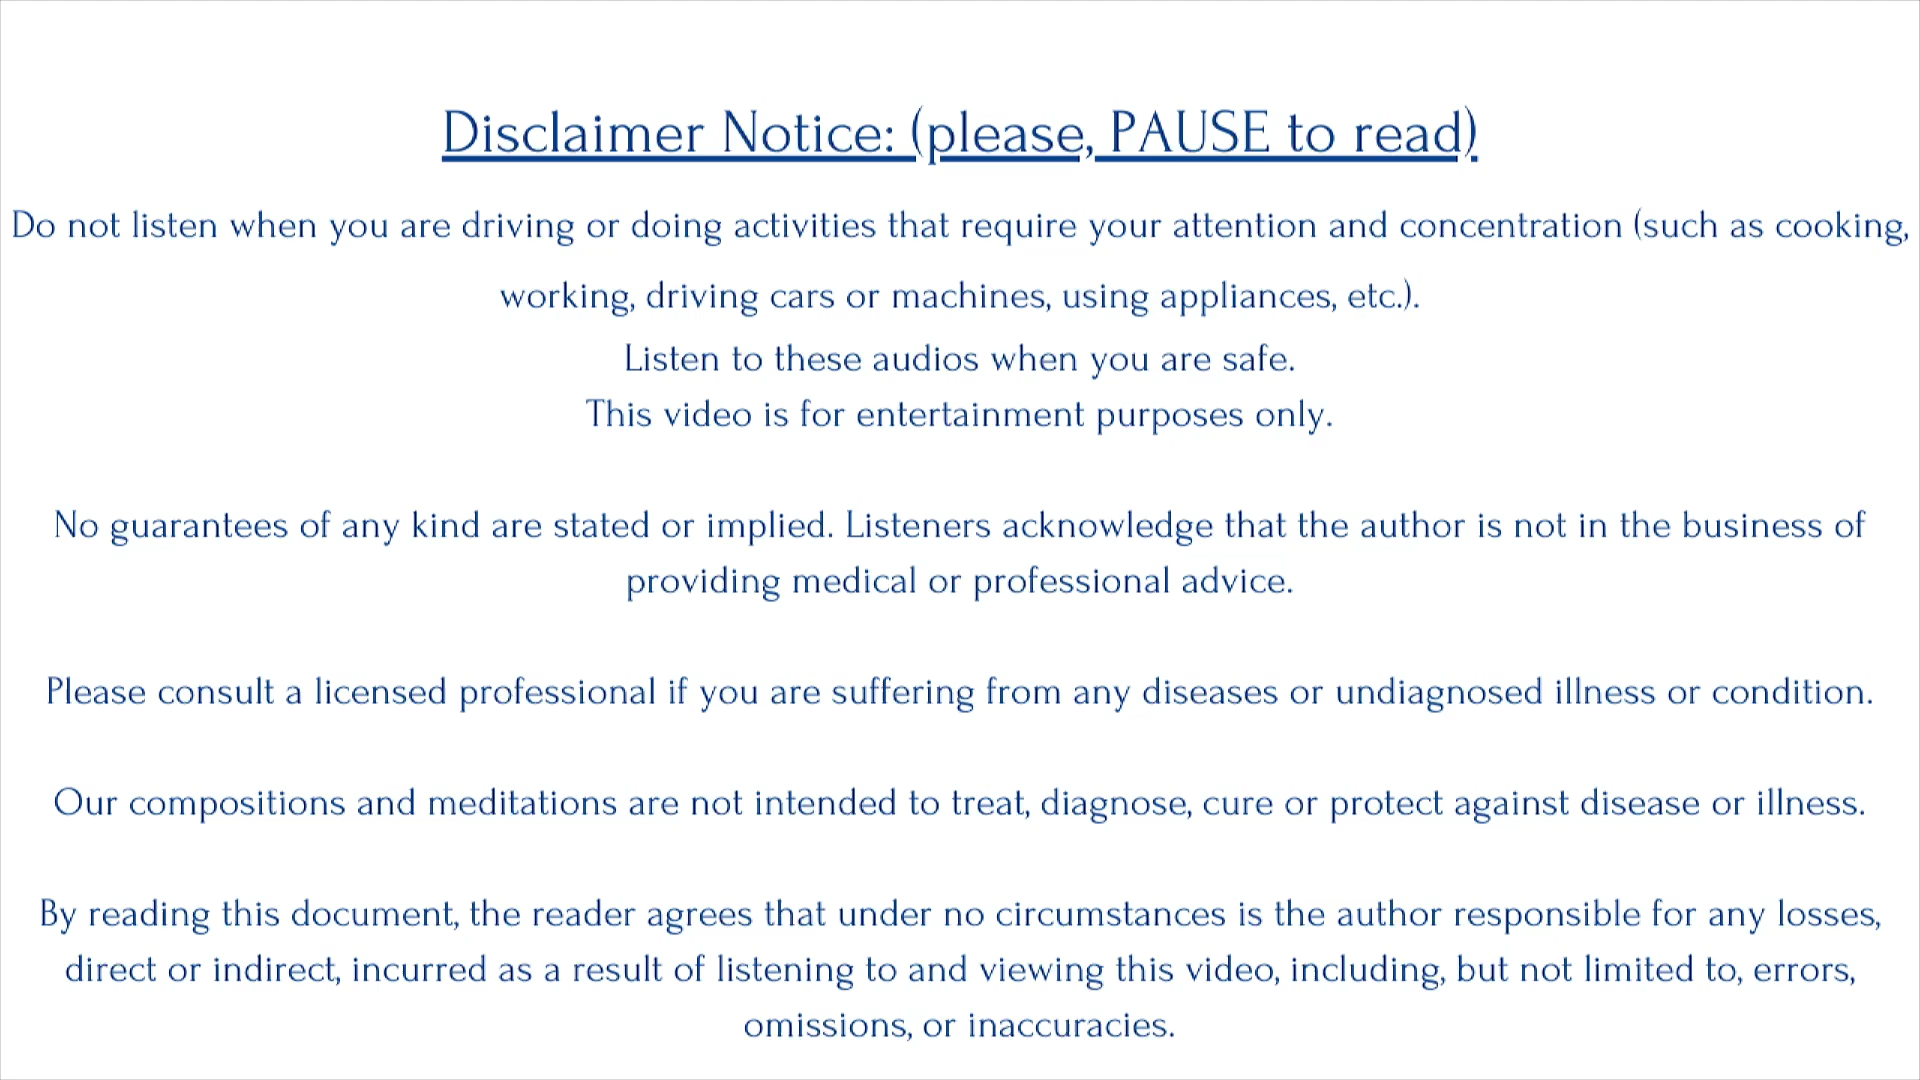 Disclaimer Notice: (please, PAUSE to read)
Do not listen when you are driving or doing activities that require your attention and concentration (such as cooking,
working, driving cars or machines, using appliances, etc.).
Listen to these audios when you are safe.
This video is for entertainment purposes only.
No guarantees of any kind are stated or implied. Listeners acknowledge that the author is not in the business of
providing medical or professional advice.
Please consult a licensed professional if you are suffering from any diseases or undiagnosed illness or condition.
Our compositions and meditations are not intended to treat, diagnose, cure or protect against disease or illness.
By reading this document, the reader agrees that under no circumstances is the author responsible for any losses,
direct or indirect, incurred as a result of listening to and viewing this video, including, but not limited to, errors,
omissions, or inaccuracies.